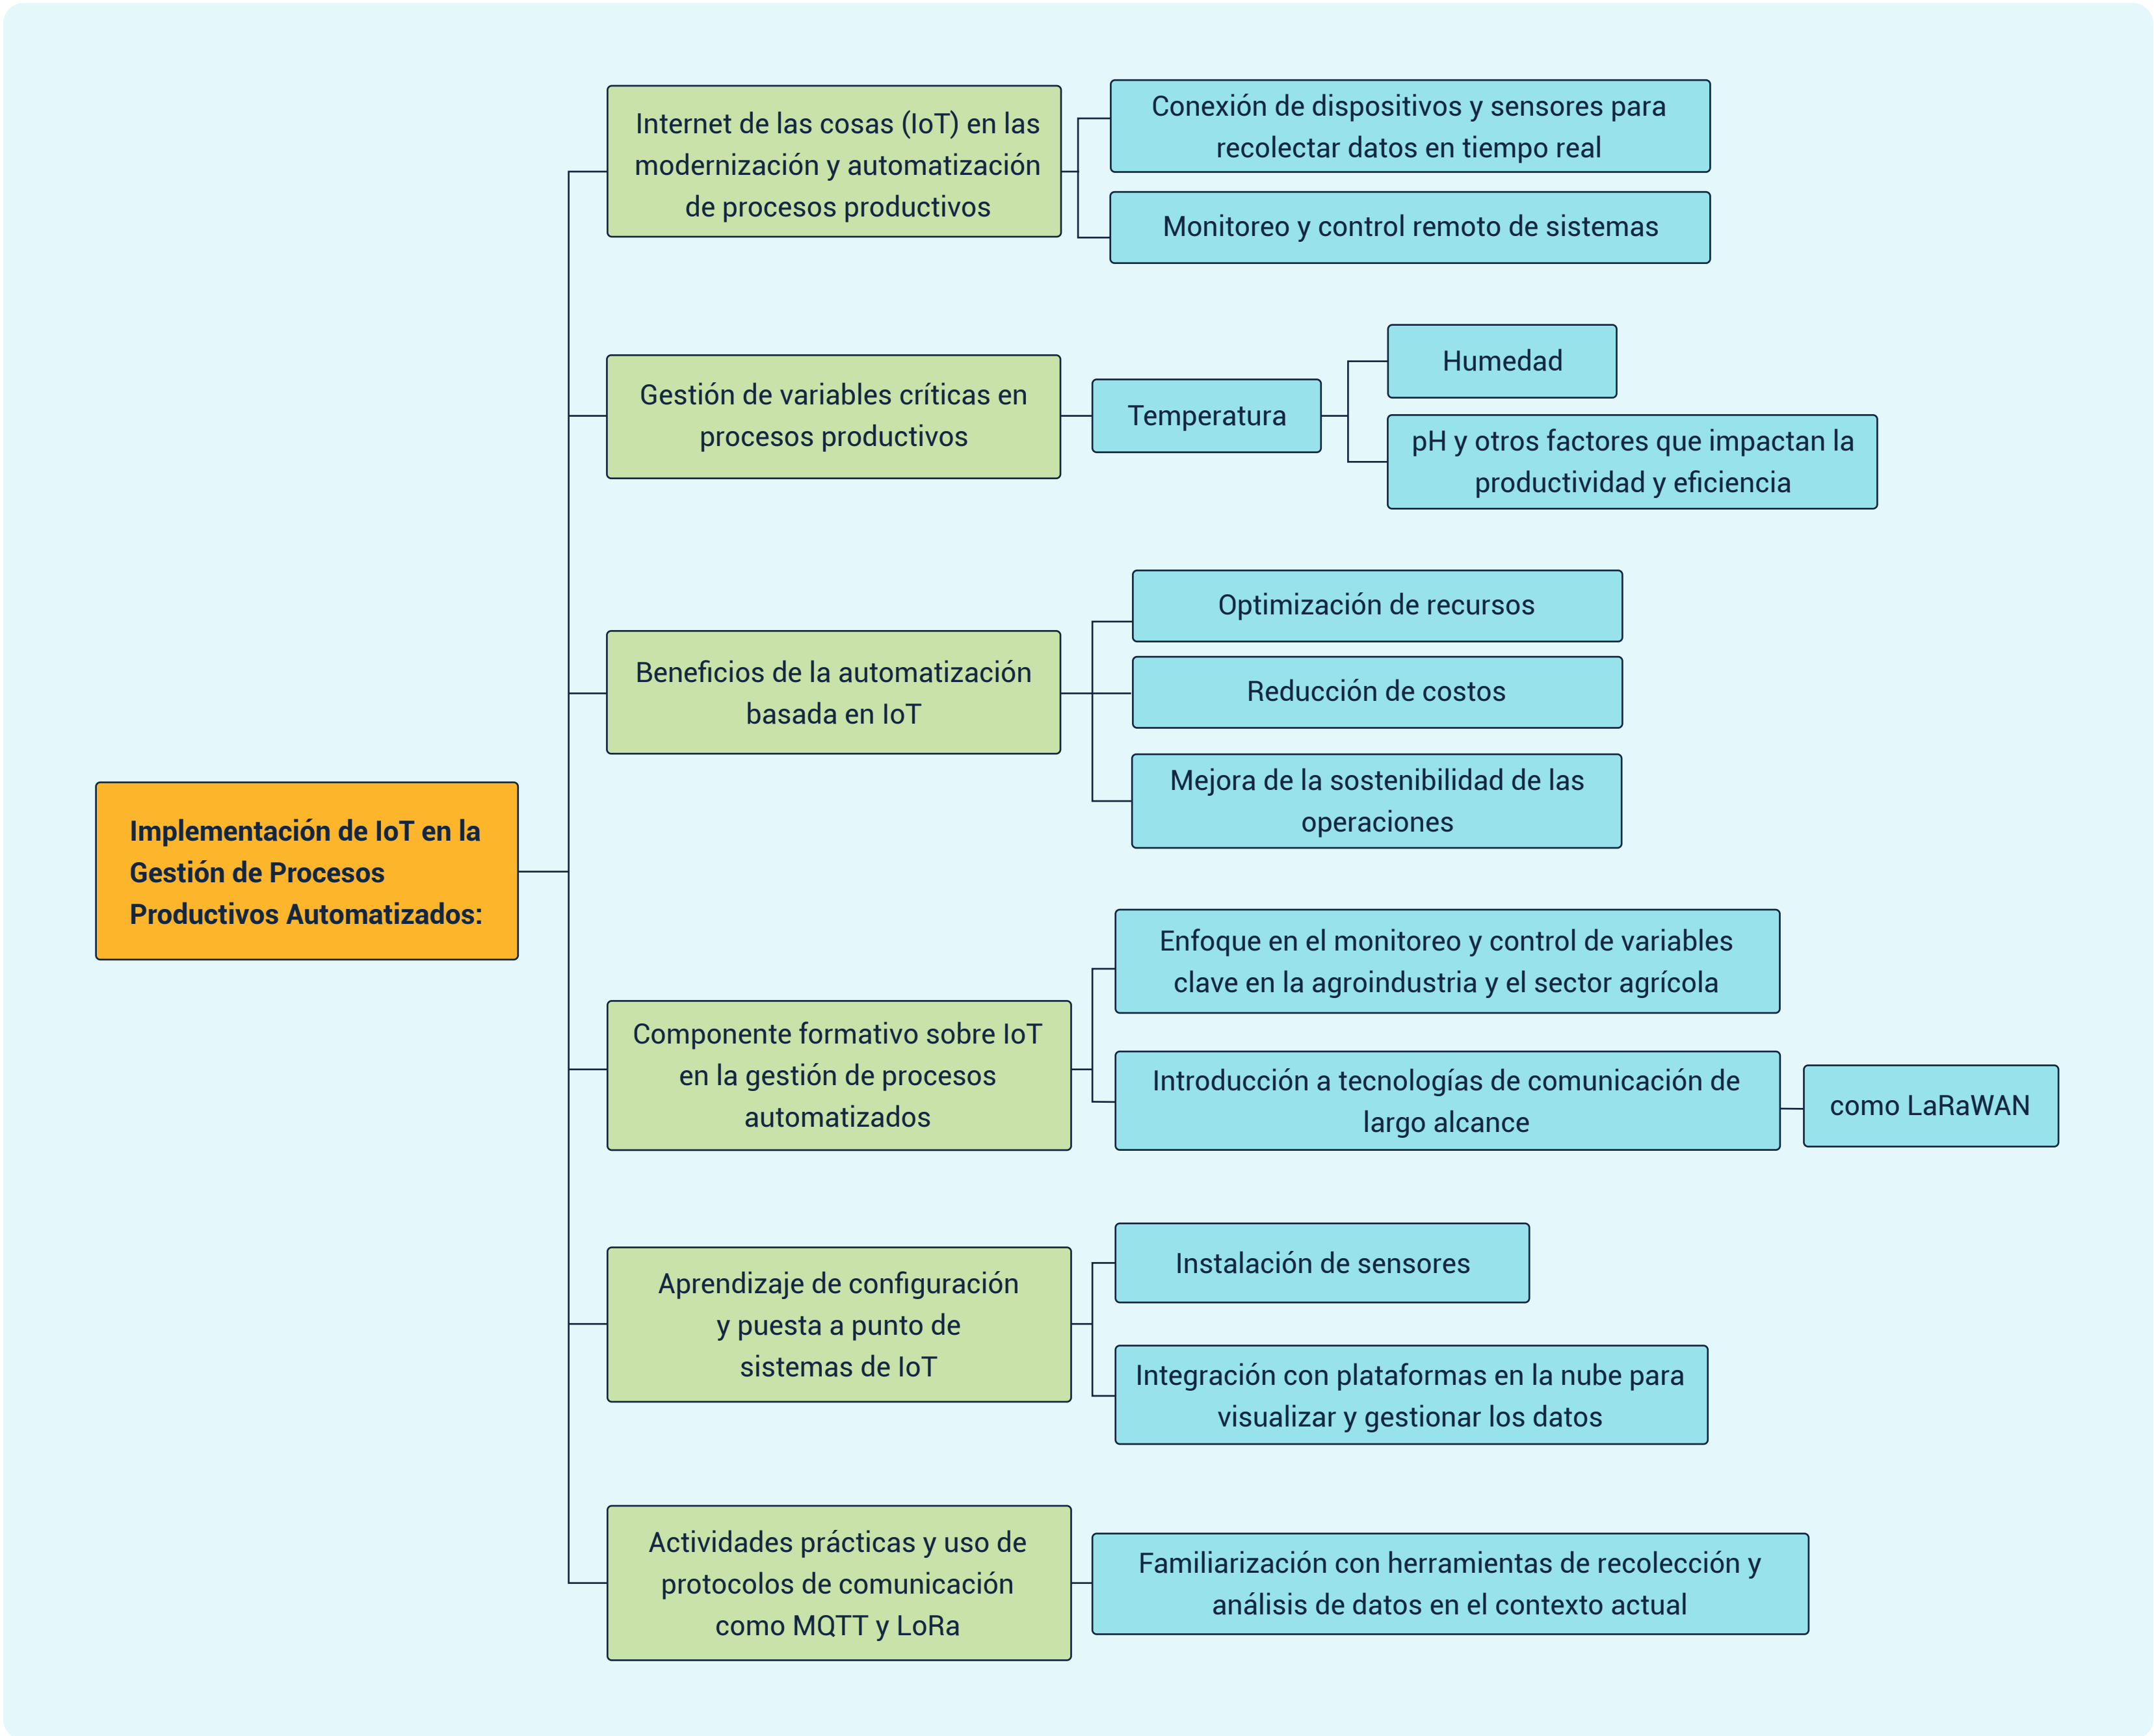 Implementación de IoT en la
Gestión de Procesos
Productivos Automatizados:
Internet de las cosas (IoT) en las
modernización y automatización
de procesos productivos
Conexión de dispositivos y sensores para
recolectar datos en tiempo real
Monitoreo y control remoto de sistemas
Gestión de variables críticas en
procesos productivos
Temperatura
Humedad
pH y otros factores que impactan la
productividad y eficiencia
Beneficios de la automatización
basada en IoT
Optimización de recursos
Reducción de costos
Mejora de la sostenibilidad de las
operaciones
Componente formativo sobre IoT
en la gestión de procesos
automatizados
Enfoque en el monitoreo y control de variables
clave en la agroindustria y el sector agrícola
Introducción a tecnologías de comunicación de
largo alcance
como LaRaWAN
Aprendizaje de configuración
y puesta a punto de
sistemas de IoT
Instalación de sensores
Integración con plataformas en la nube para
visualizar y gestionar los datos
Actividades prácticas y uso de
protocolos de comunicación
como MQTT y LoRa
Familiarización con herramientas de recolección y
análisis de datos en el contexto actual